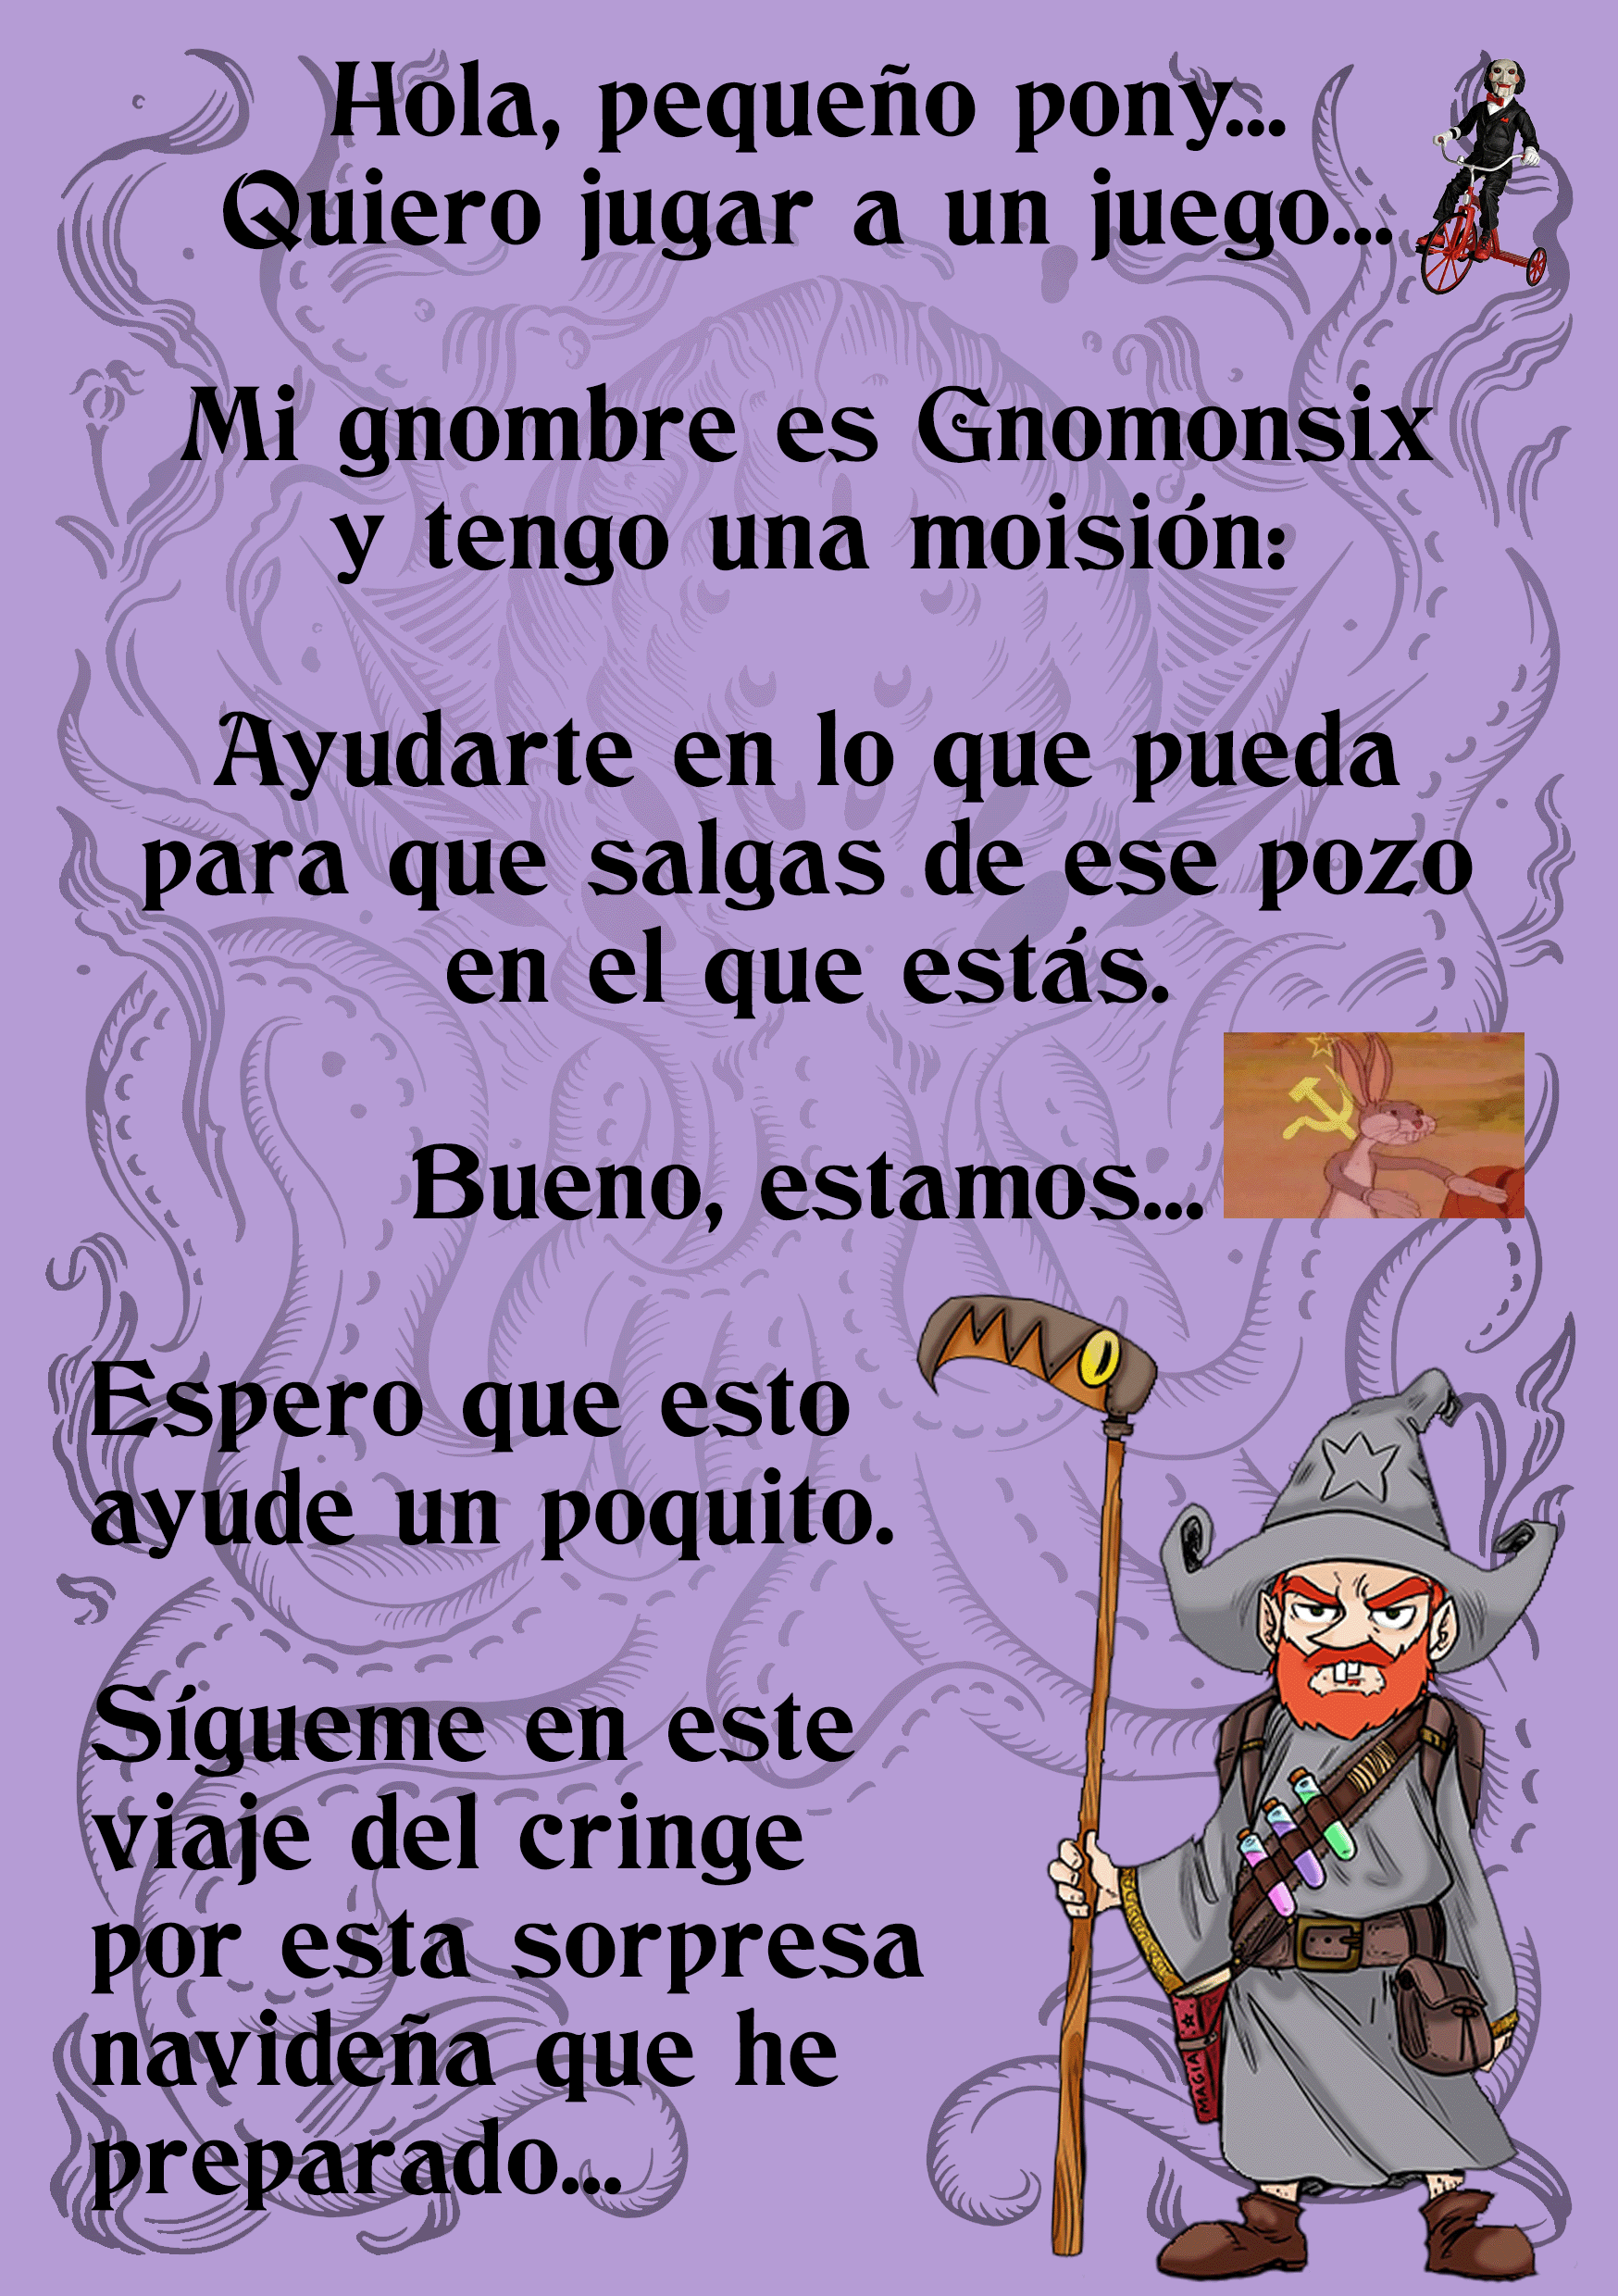 Hola, pequeño pony...
Quiero jugar a un juego...
Mi gnombre es Gnomonsix
y tengo una moisión:
Ayudarte en lo que pueda
para que salgas de ese pozo
en el que estás.
Bueno, estamos...
Espero que esto
ayude un poquito.
Sígueme en este
viaje del cringe
por esta sorpresa
navideña que he
preparado...
MAGIA